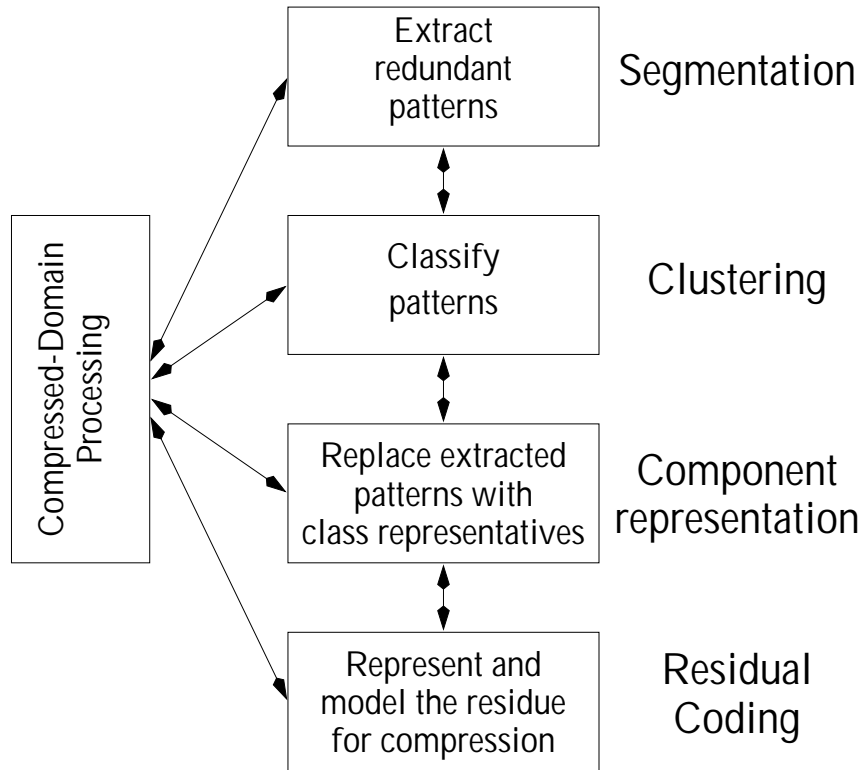 Extract
redundant
patterns
Segmentation
Compressed-Domain
Processing
Classify
patterns
Clustering
Replace extracted
patterns with
class representatives
Component
representation
Represent and
model the residue
for compression
Residual
Coding